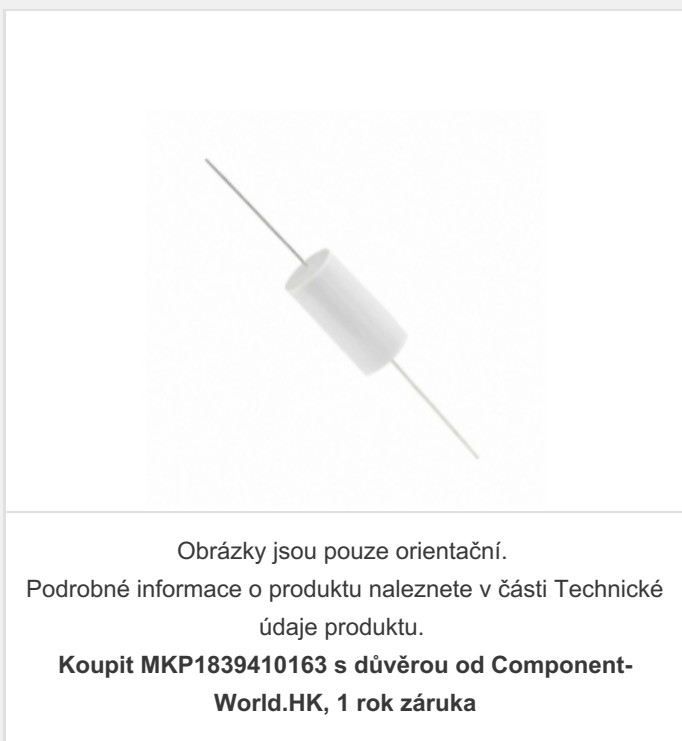 Obrázky jsou pouze orientační.
Podrobné informace o produktu naleznete v části Technické
údaje produktu.
Koupit MKP1839410163 s důvěrou od Component-
World.HK, 1 rok záruka